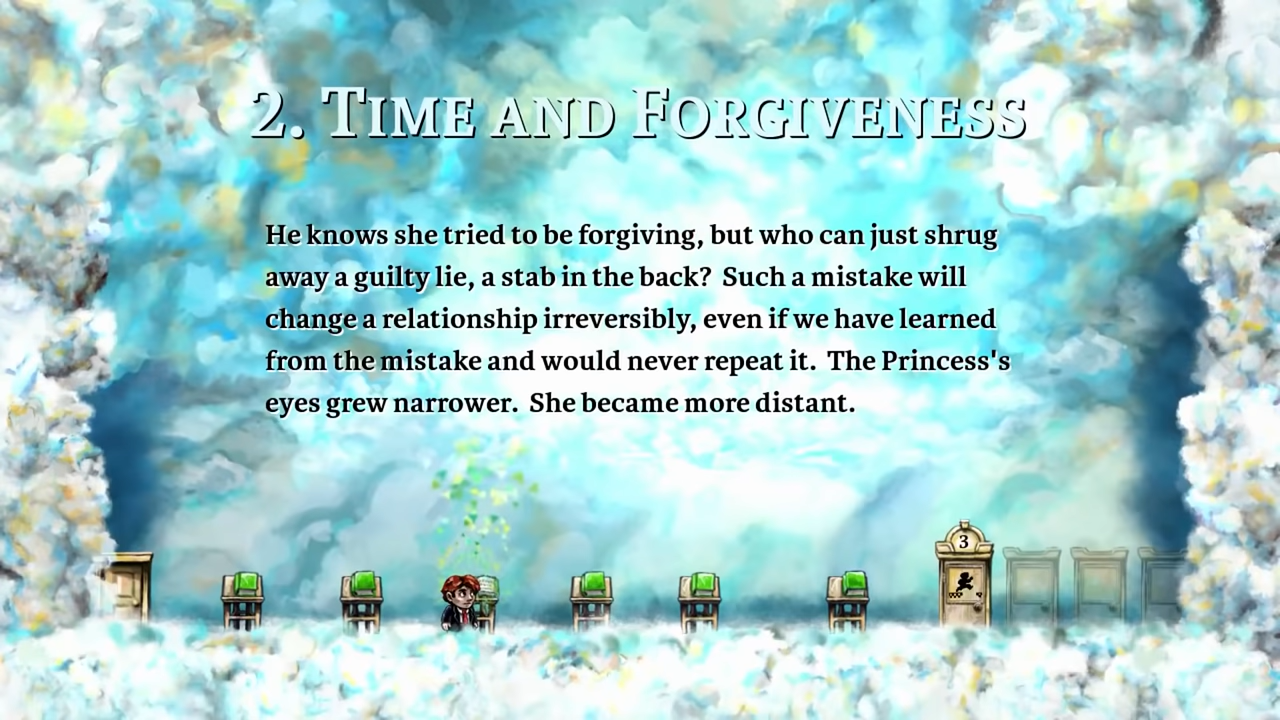 2. Time and Forgiveness
He knows she tried to be forgiving, but who can just shrug
away a guilty lie, a stab in the back?  Such a mistake will
change a relationship irreversibly, even if we have learned
from the mistake and would never repeat it.  The Princess's
eyes grew narrower.  She became more distant.
3